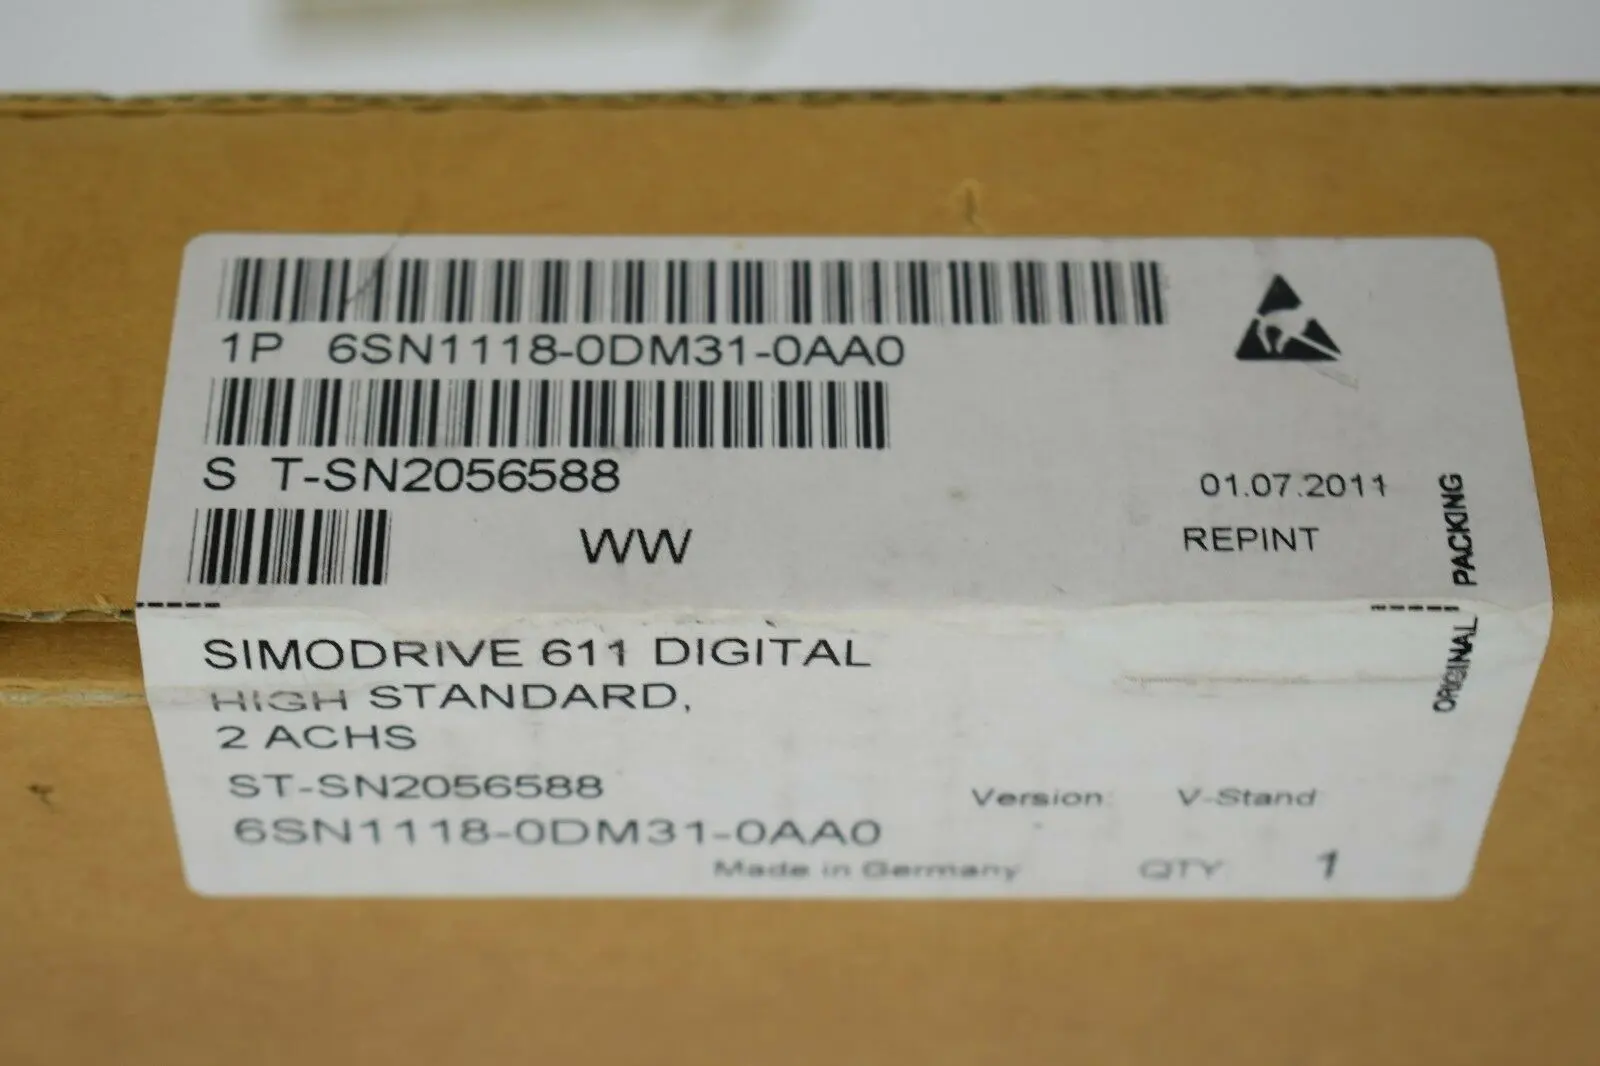 1P 6SN1118-0DM31-0AA0
S T-SN2056588
WW
01.07.2011
REPINT
ORIGINAL PACKING
SIMODRIVE 611 DIGITAL
HIGH STANDARD,
2 ACHS
ST-SN2056588
Version: V-Stand
6SN1118-0DM31-0AA0
Made in Germany QTY 1